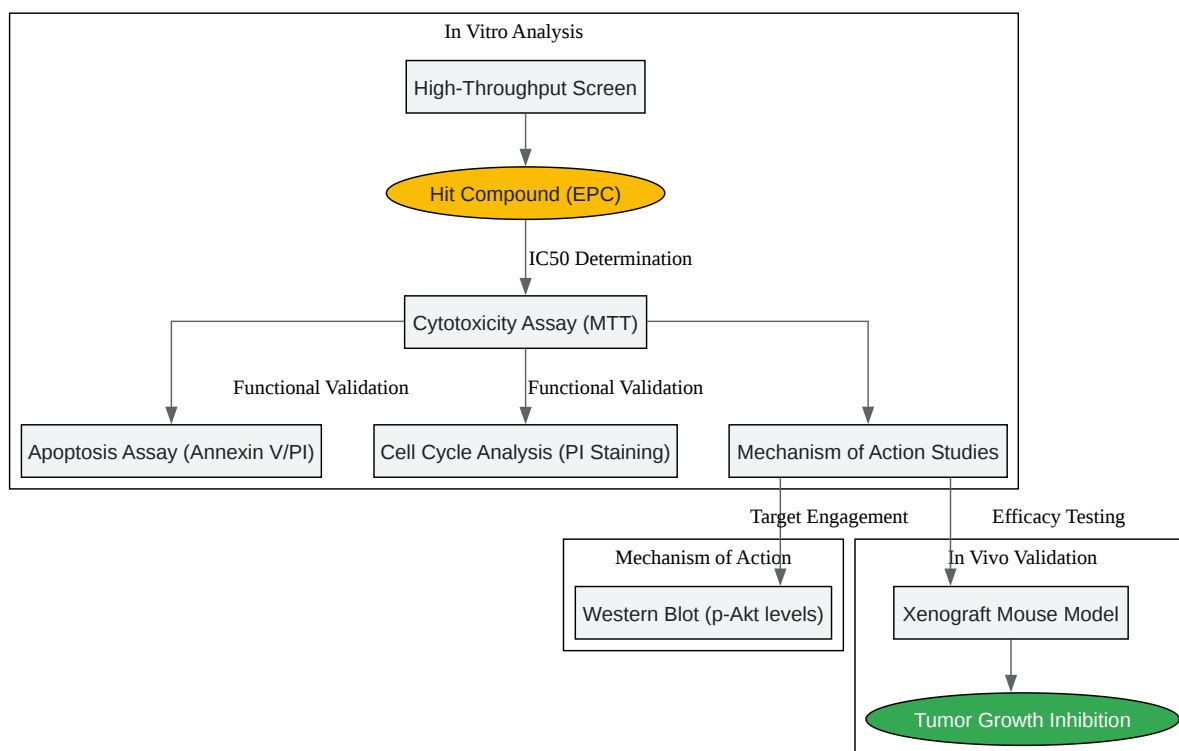 In Vitro Analysis
High-Throughput Screen
Hit Compound (EPC)
IC50 Determination
Cytotoxicity Assay (MTT)
Functional Validation
Functional Validation
Apoptosis Assay (Annexin V/PI)
Cell Cycle Analysis (PI Staining)
Mechanism of Action Studies
Target Engagement
Efficacy Testing
Mechanism of Action
In Vivo Validation
Western Blot (p-Akt levels)
Xenograft Mouse Model
Tumor Growth Inhibition